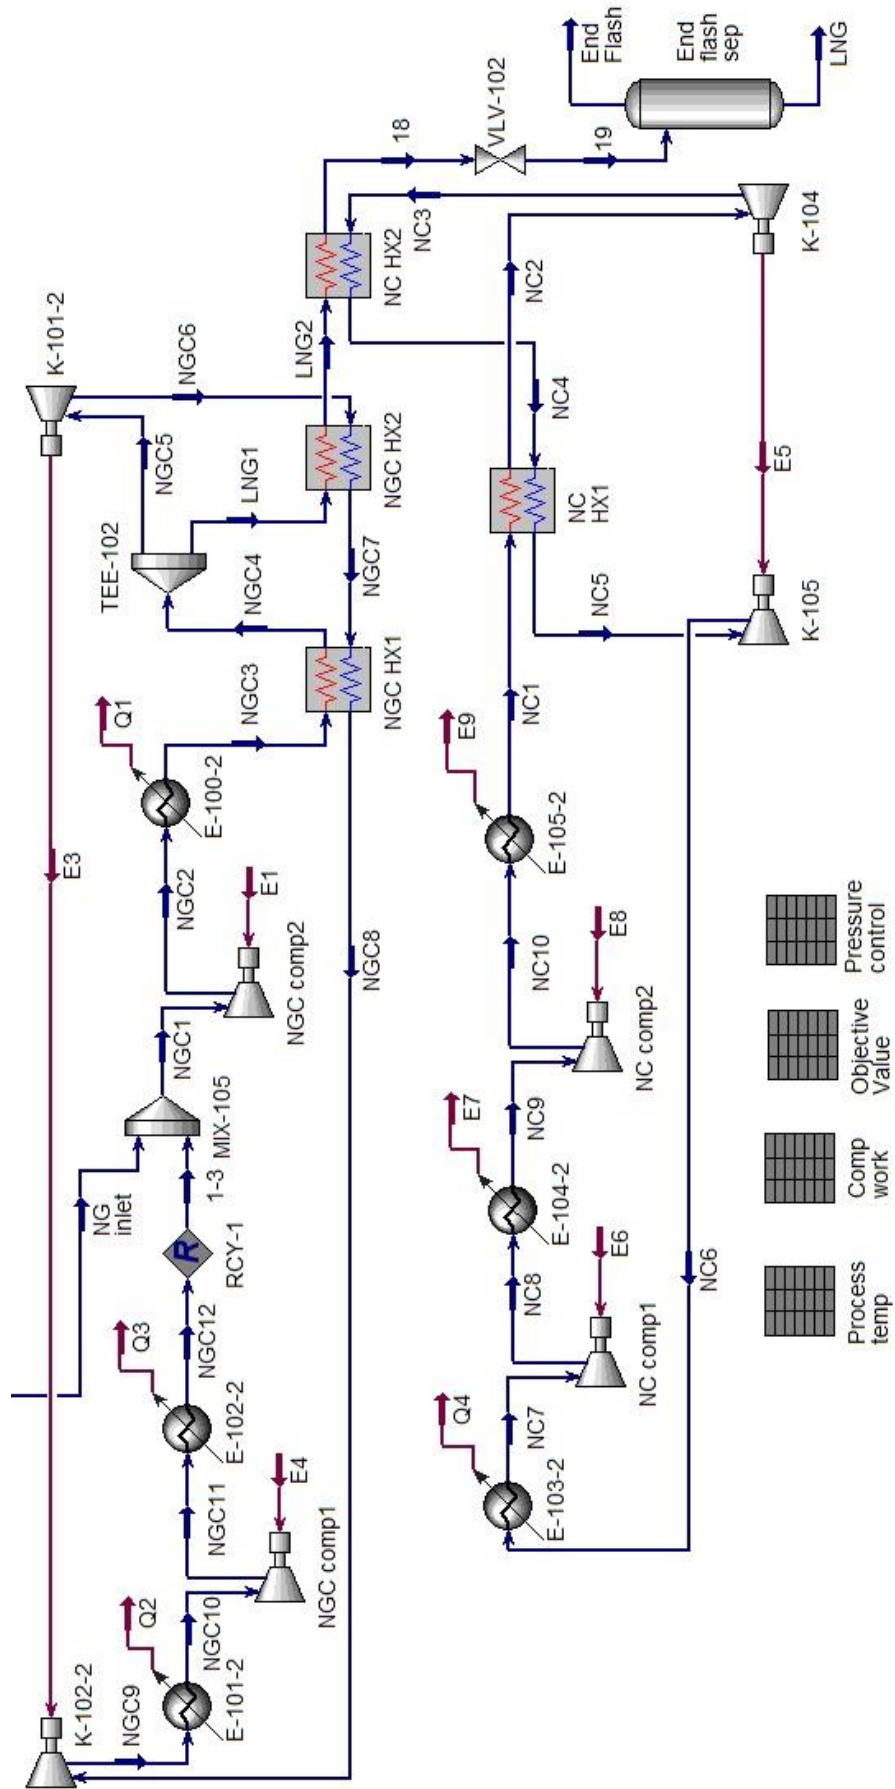 K-102-2
NGC9
E-101-2
Q2
NGC10
NGC comp1
E4
NGC11
E-102-2
Q3
NGC12
RCY-1
R
1-3
NG
inlet
MIX-105
NGC1
NGC comp2
E1
NGC2
E3
E-100-2
Q1
NGC3
NGC HX1
NGC4
TEE-102
NGC5
LNG1
K-101-2
NGC6
NGC HX2
NGC7
NGC8
LNG2
NC HX2
18
VLV-102
19
End
Flash
End
flash
sep
LNG
E-103-2
Q4
NC7
NC comp1
E6
NC8
E-104-2
E7
NC9
NC comp2
E8
NC10
E-105-2
E9
NC1
NC
HX1
NC2
NC3
NC4
NC5
K-104
E5
K-105
NC6
Process
temp
Comp
work
Objective
Value
Pressure
control